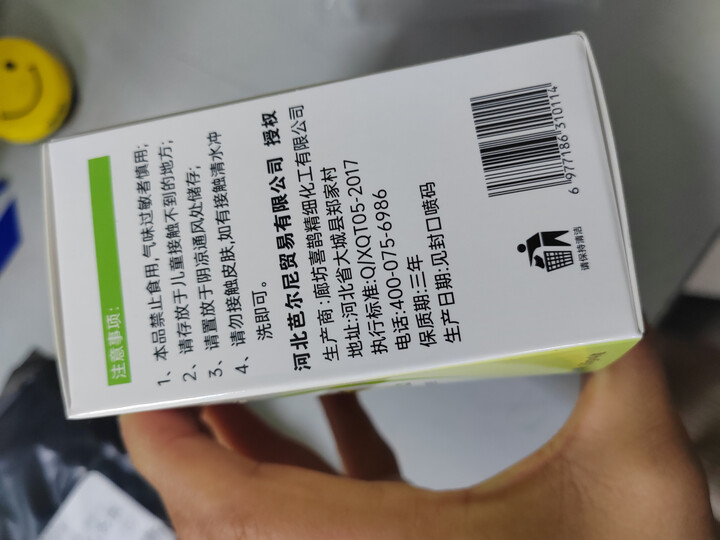 注意事项:
1、本品禁止食用,气味过敏者慎用;
2、请存放于儿童接触不到的地方;
3、请置放于阴凉通风处储存;
4、请勿接触皮肤,如有接触清水冲
洗即可。
河北芭尔尼贸易有限公司 授权
生产商:廊坊喜鹊精细化工有限公司
地址:河北省大城县郑家村
执行标准:Q/XQT05-2017
电话:400-075-6986
保质期:三年
生产日期:见封口喷码
6 977186 310114
请保持清洁